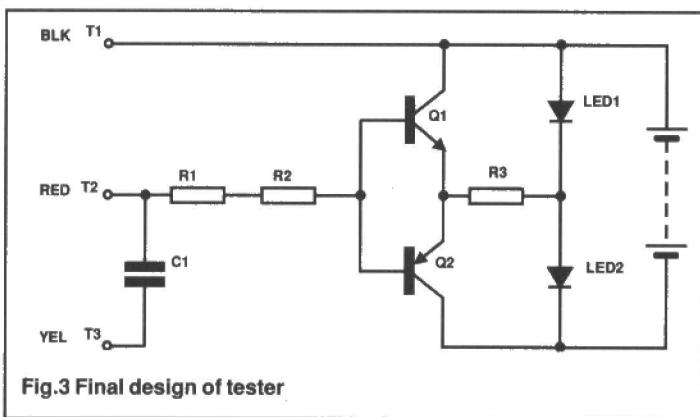 BLK T1
Q1
LED1
R1 R2 R3
RED T2
C1
Q2
LED2
YEL T3
Fig.3 Final design of tester